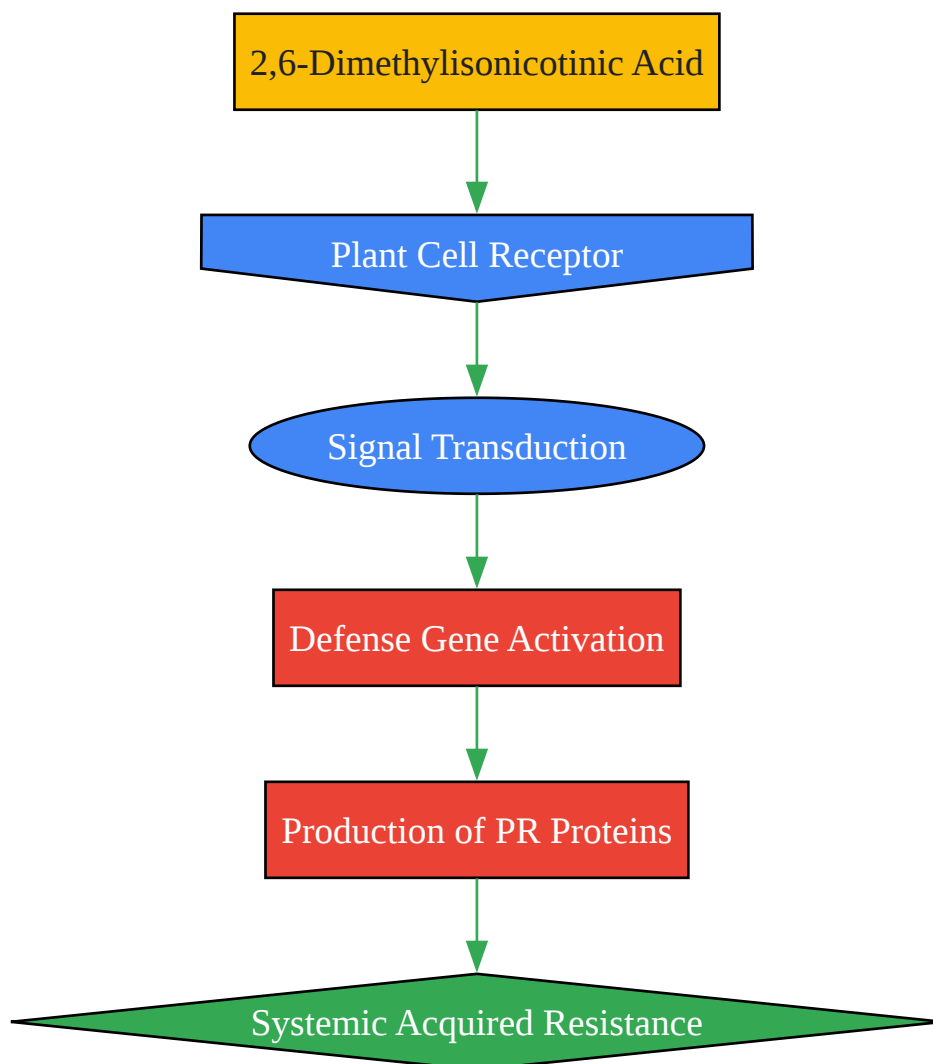 2,6-Dimethylisonicotinic Acid
Plant Cell Receptor
Signal Transduction
Defense Gene Activation
Production of PR Proteins
Systemic Acquired Resistance